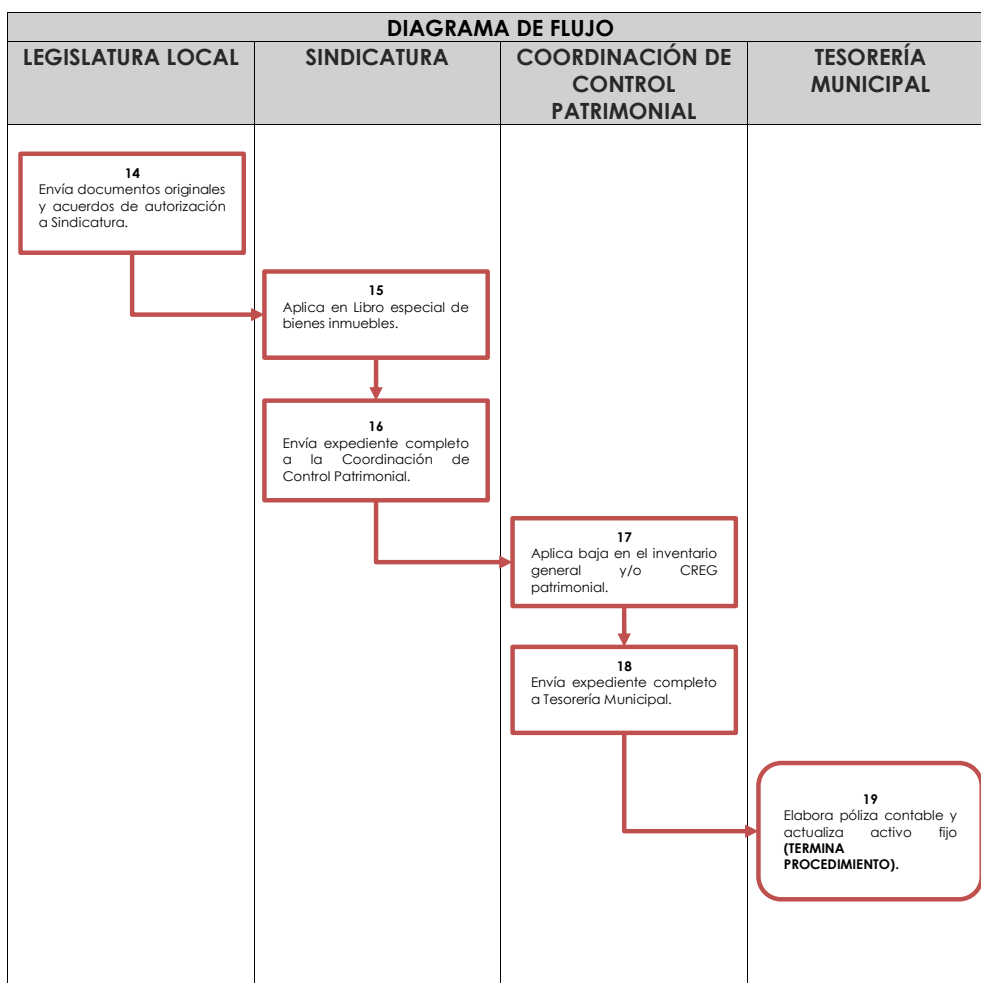 DIAGRAMA DE FLUJO
LEGISLATURA LOCAL
SINDICATURA
COORDINACIÓN DE
CONTROL
PATRIMONIAL
TESORERÍA
MUNICIPAL
14
Envía documentos originales
y acuerdos de autorización
a Sindicatura.
15
Aplica en Libro especial de
bienes inmuebles.
16
Envía expediente completo
a la Coordinación de
Control Patrimonial.
17
Aplica baja en el inventario
general y/o CREG
patrimonial.
18
Envía expediente completo
a Tesorería Municipal.
19
Elabora póliza contable y
actualiza activo fijo
(TERMINA
PROCEDIMIENTO).